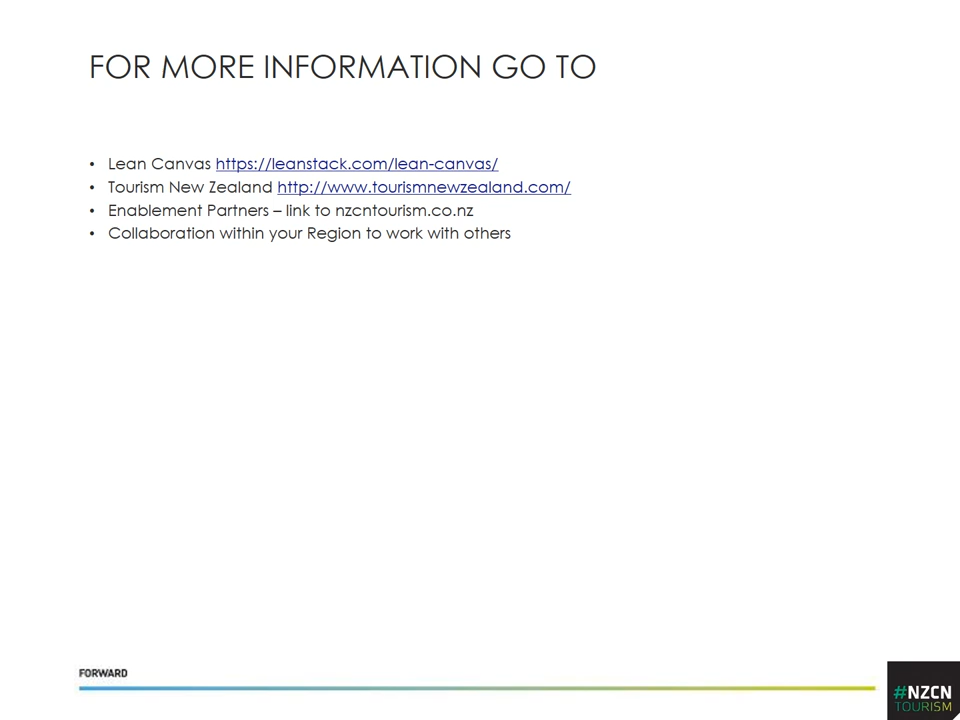 FOR MORE INFORMATION GO TO
• Lean Canvas https://leanstack.com/lean-canvas/
• Tourism New Zealand http://www.tourismnewzealand.com/
• Enablement Partners – link to nzcntourism.co.nz
• Collaboration within your Region to work with others
FORWARD
#NZCN
TOURISM